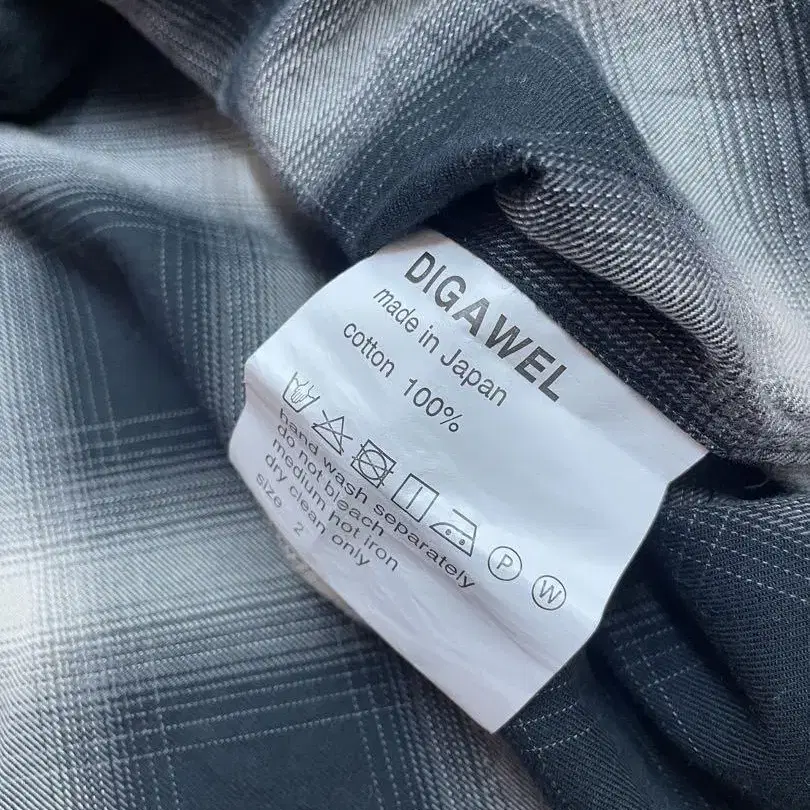 DIGAWEL
made in Japan
cotton 100%
P W
hand wash separately
do not bleach
medium hot iron
dry clean only
size 2